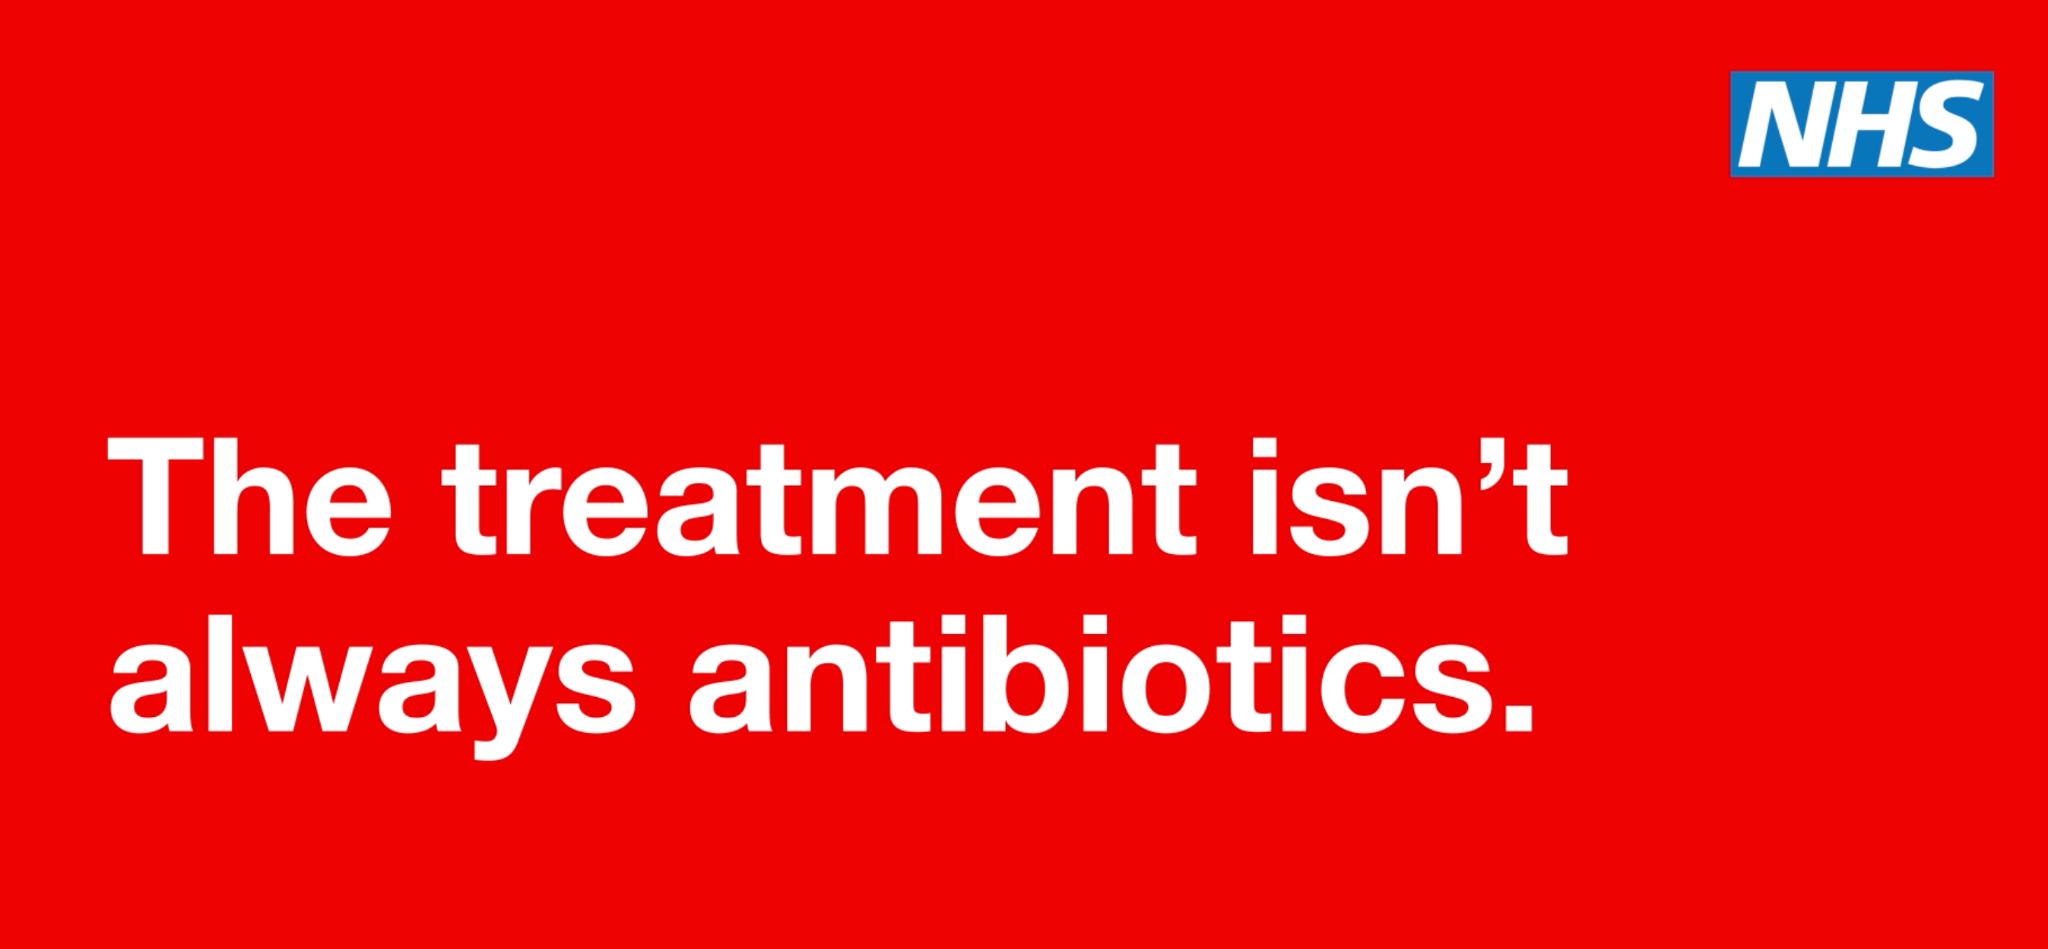 NHS
The treatment isn’t
always antibiotics.